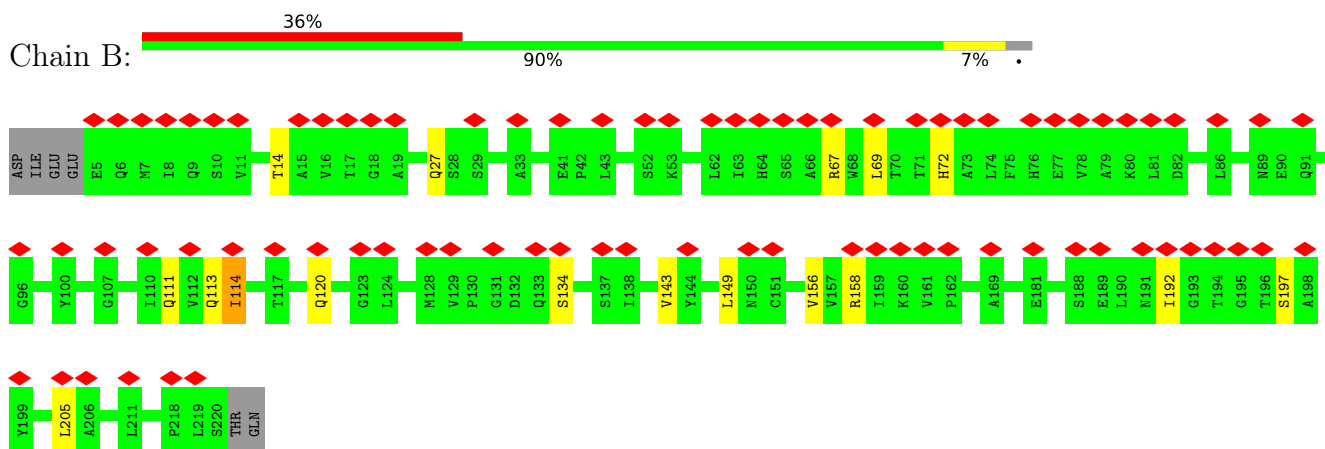 36%
Chain B:
90% 7% •
ASP ILE GLU GLU E5 Q6 M7 I8 Q9 S10 V11 T14 A15 V16 T17 G18 A19 Q27 S28 S29 A33 E41 P42 L43 S52 K53 L62 I63 H64 S65 A66 R67 W68 L69 T70 T71 H72 A73 L74 F75 H76 E77 V78 A79 K80 L81 D82 L86 N89 E90 Q91
G96 Y100 G107 I110 Q111 V112 Q113 I114 T117 Q120 G123 L124 M128 V129 P130 G131 D132 Q133 S134 S137 I138 V143 Y144 L149 N150 C151 V156 V157 R158 I159 K160 V161 P162 A169 E181 S188 E189 L190 N191 I192 G193 T194 G195 T196 S197 A198
Y199 L205 A206 L211 P218 L219 S220 THR GLN